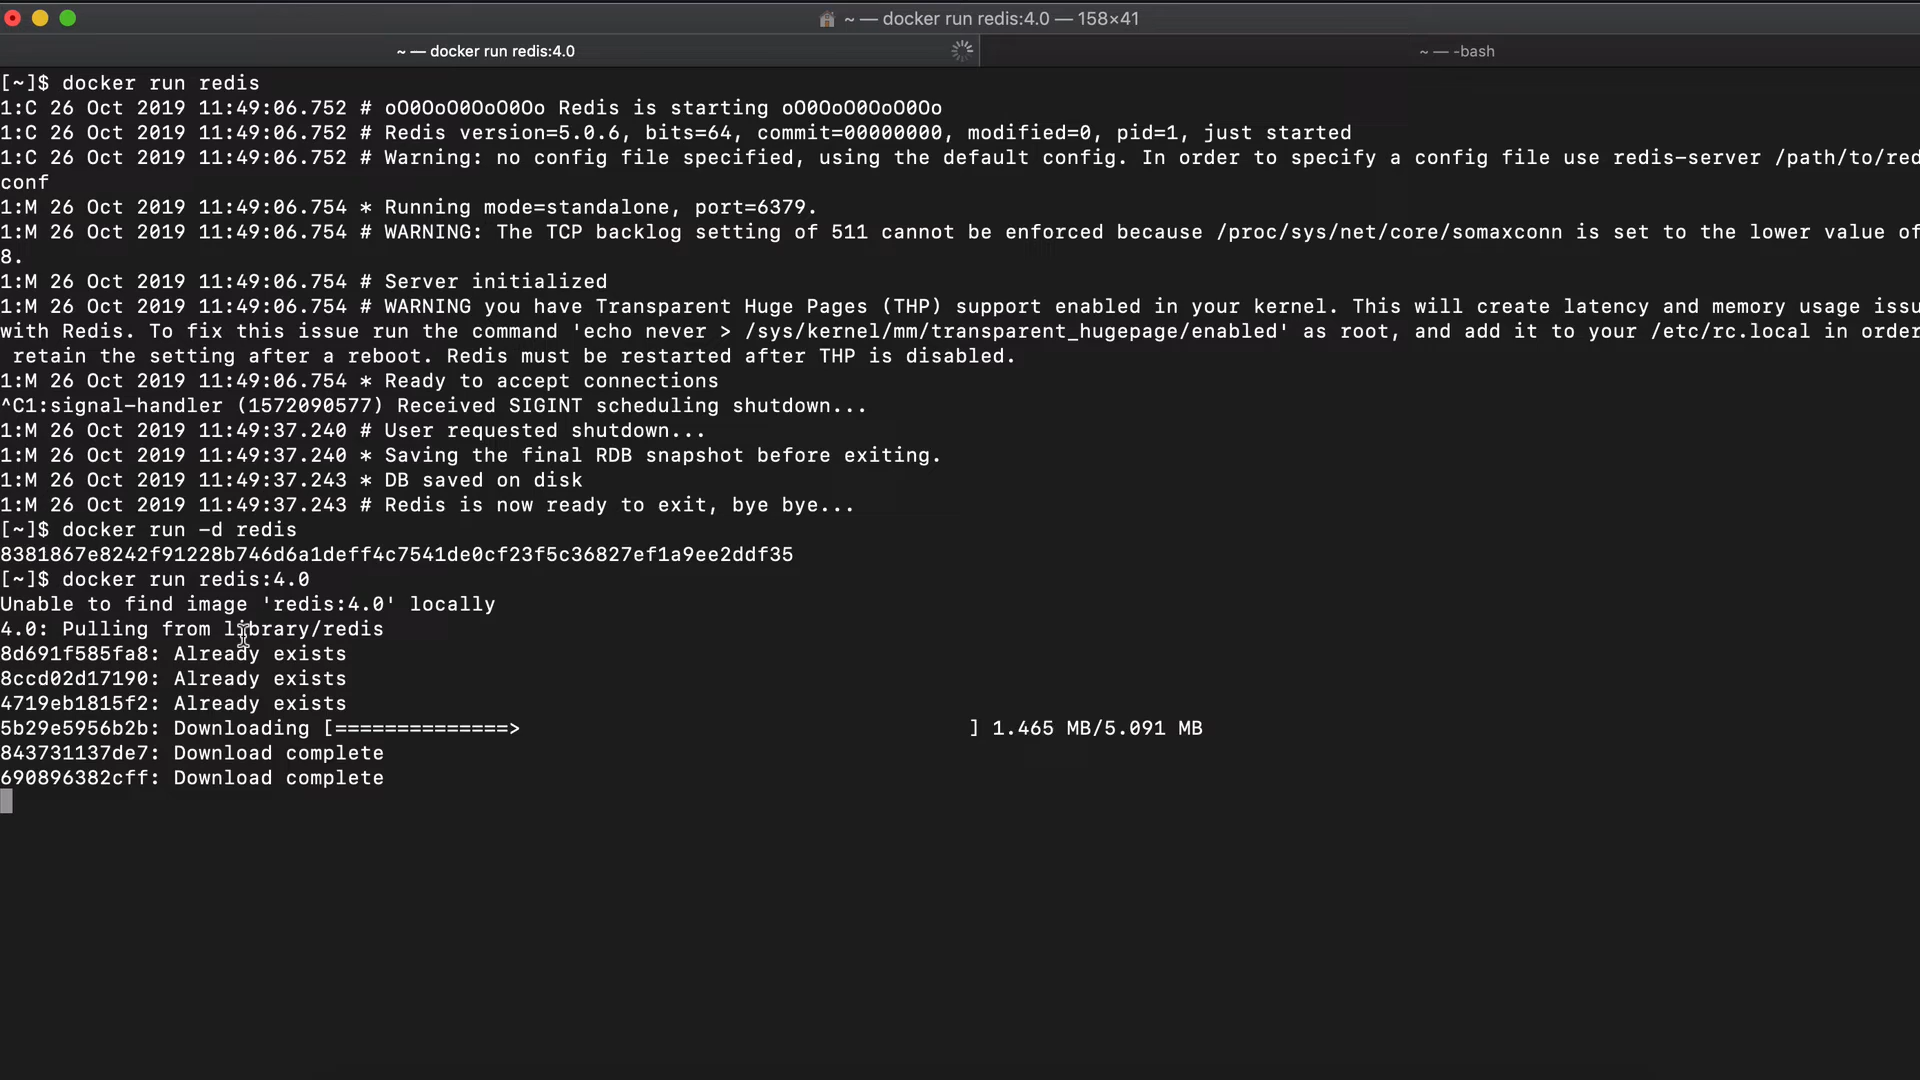 ~ — docker run redis:4.0 — 158×41
~ — docker run redis:4.0
~ — -bash
[~]$ docker run redis
1:C 26 Oct 2019 11:49:06.752 # oO0OoO0OoO0Oo Redis is starting oO0OoO0OoO0Oo
1:C 26 Oct 2019 11:49:06.752 # Redis version=5.0.6, bits=64, commit=00000000, modified=0, pid=1, just started
1:C 26 Oct 2019 11:49:06.752 # Warning: no config file specified, using the default config. In order to specify a config file use redis-server /path/to/red
conf
1:M 26 Oct 2019 11:49:06.754 * Running mode=standalone, port=6379.
1:M 26 Oct 2019 11:49:06.754 # WARNING: The TCP backlog setting of 511 cannot be enforced because /proc/sys/net/core/somaxconn is set to the lower value of
8.
1:M 26 Oct 2019 11:49:06.754 # Server initialized
1:M 26 Oct 2019 11:49:06.754 # WARNING you have Transparent Huge Pages (THP) support enabled in your kernel. This will create latency and memory usage issu
with Redis. To fix this issue run the command 'echo never > /sys/kernel/mm/transparent_hugepage/enabled' as root, and add it to your /etc/rc.local in order
retain the setting after a reboot. Redis must be restarted after THP is disabled.
1:M 26 Oct 2019 11:49:06.754 * Ready to accept connections
^C1:signal-handler (1572090577) Received SIGINT scheduling shutdown...
1:M 26 Oct 2019 11:49:37.240 # User requested shutdown...
1:M 26 Oct 2019 11:49:37.240 * Saving the final RDB snapshot before exiting.
1:M 26 Oct 2019 11:49:37.243 * DB saved on disk
1:M 26 Oct 2019 11:49:37.243 # Redis is now ready to exit, bye bye...
[~]$ docker run -d redis
8381867e8242f91228b746d6a1deff4c7541de0cf23f5c36827ef1a9ee2ddf35
[~]$ docker run redis:4.0
Unable to find image 'redis:4.0' locally
4.0: Pulling from library/redis
8d691f585fa8: Already exists
8ccd02d17190: Already exists
4719eb1815f2: Already exists
5b29e5956b2b: Downloading [==============> ] 1.465 MB/5.091 MB
843731137de7: Download complete
690896382cff: Download complete